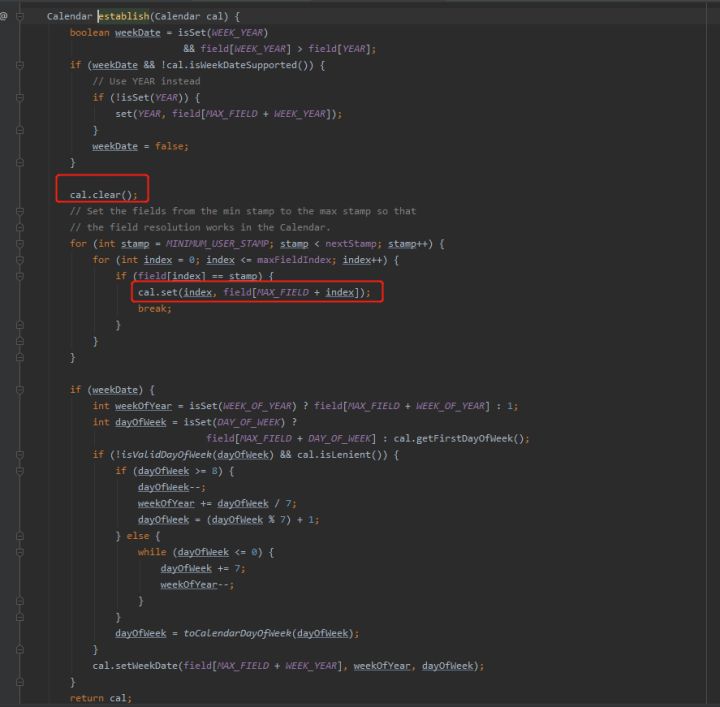 @
Calendar establish(Calendar cal) {
boolean weekDate = isSet(WEEK_YEAR)
&& field[WEEK_YEAR] > field[YEAR];
if (weekDate && !cal.isWeekDateSupported()) {
// Use YEAR instead
if (!isSet(YEAR)) {
set(YEAR, field[MAX_FIELD + WEEK_YEAR]);
}
weekDate = false;
}
cal.clear();
// Set the fields from the min stamp to the max stamp so that
// the field resolution works in the Calendar.
for (int stamp = MINIMUM_USER_STAMP; stamp < nextStamp; stamp++) {
for (int index = 0; index <= maxFieldIndex; index++) {
if (field[index] == stamp) {
cal.set(index, field[MAX_FIELD + index]);
break;
}
}
}
if (weekDate) {
int weekOfYear = isSet(WEEK_OF_YEAR) ? field[MAX_FIELD + WEEK_OF_YEAR] : 1;
int dayOfWeek = isSet(DAY_OF_WEEK) ?
field[MAX_FIELD + DAY_OF_WEEK] : cal.getFirstDayOfWeek();
if (!isValidDayOfWeek(dayOfWeek) && cal.isLenient()) {
if (dayOfWeek >= 8) {
dayOfWeek--;
weekOfYear += dayOfWeek / 7;
dayOfWeek = (dayOfWeek % 7) + 1;
} else {
while (dayOfWeek <= 0) {
dayOfWeek += 7;
weekOfYear--;
}
}
dayOfWeek = toCalendarDayOfWeek(dayOfWeek);
}
cal.setWeekDate(field[MAX_FIELD + WEEK_YEAR], weekOfYear, dayOfWeek);
}
return cal;